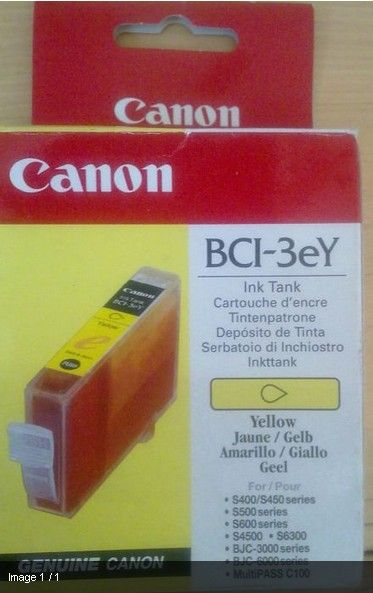 Canon
Canon
BCI-3eY
Ink Tank
Cartouche d'encre
Tintenpatrone
Depósito de Tinta
Serbatoio di Inchiostro
Inkttank
Canon
Ink Tank
BCI-3eY
Yellow
e
PUSH
Yellow
Jaune / Gelb
Amarillo / Giallo
Geel
For / Pour
• S400/S450 series
• S500 series
• S600 series
• S4500 • S6300
• BJC-3000 series
• BJC-6000 series
• MultiPASS C100
GENUINE CANON
Image 1 / 1